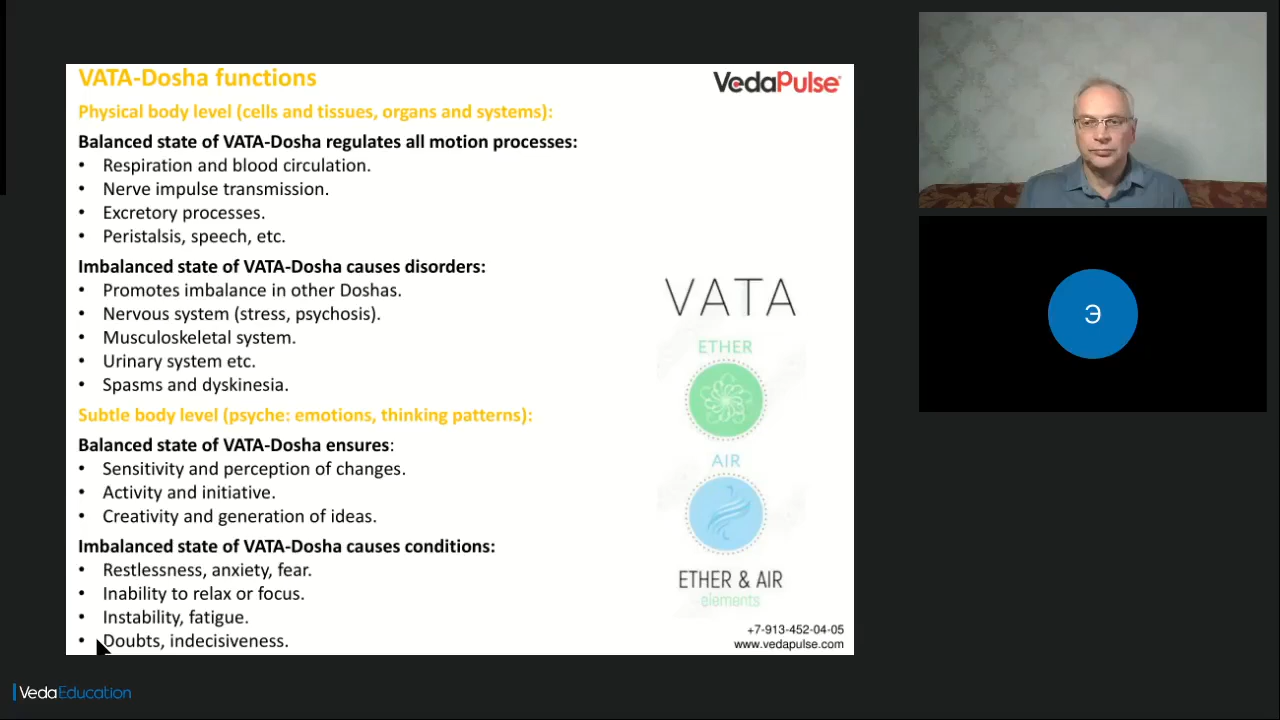 VATA-Dosha functions
VedaPulse
Physical body level (cells and tissues, organs and systems):
Balanced state of VATA-Dosha regulates all motion processes:
• Respiration and blood circulation.
• Nerve impulse transmission.
• Excretory processes.
• Peristalsis, speech, etc.
Imbalanced state of VATA-Dosha causes disorders:
• Promotes imbalance in other Doshas.
• Nervous system (stress, psychosis).
• Musculoskeletal system.
• Urinary system etc.
• Spasms and dyskinesia.
Subtle body level (psyche: emotions, thinking patterns):
Balanced state of VATA-Dosha ensures:
• Sensitivity and perception of changes.
• Activity and initiative.
• Creativity and generation of ideas.
Imbalanced state of VATA-Dosha causes conditions:
• Restlessness, anxiety, fear.
• Inability to relax or focus.
• Instability, fatigue.
• Doubts, indecisiveness.
VATA
ETHER
AIR
ETHER & AIR
elements
+7-913-452-04-05
www.vedapulse.com
Э
VedaEducation